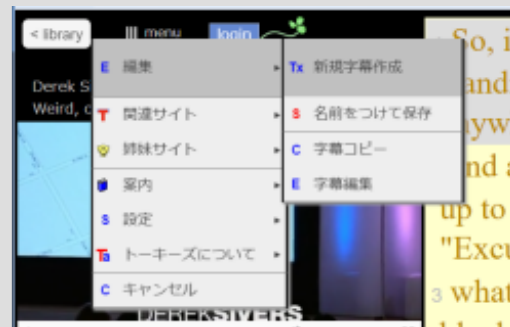 < library
menu
login
Derek S
Weird, c
E 編集
T 関連サイト
姉妹サイト
案内
S 設定
Ta トーキーズについて
C キャンセル
Tx 新規字幕作成
S 名前をつけて保存
C 字幕コピー
E 字幕編集
DEREKSIVERS
So, i
and
yw
nd a
up to
"Excu
3 what